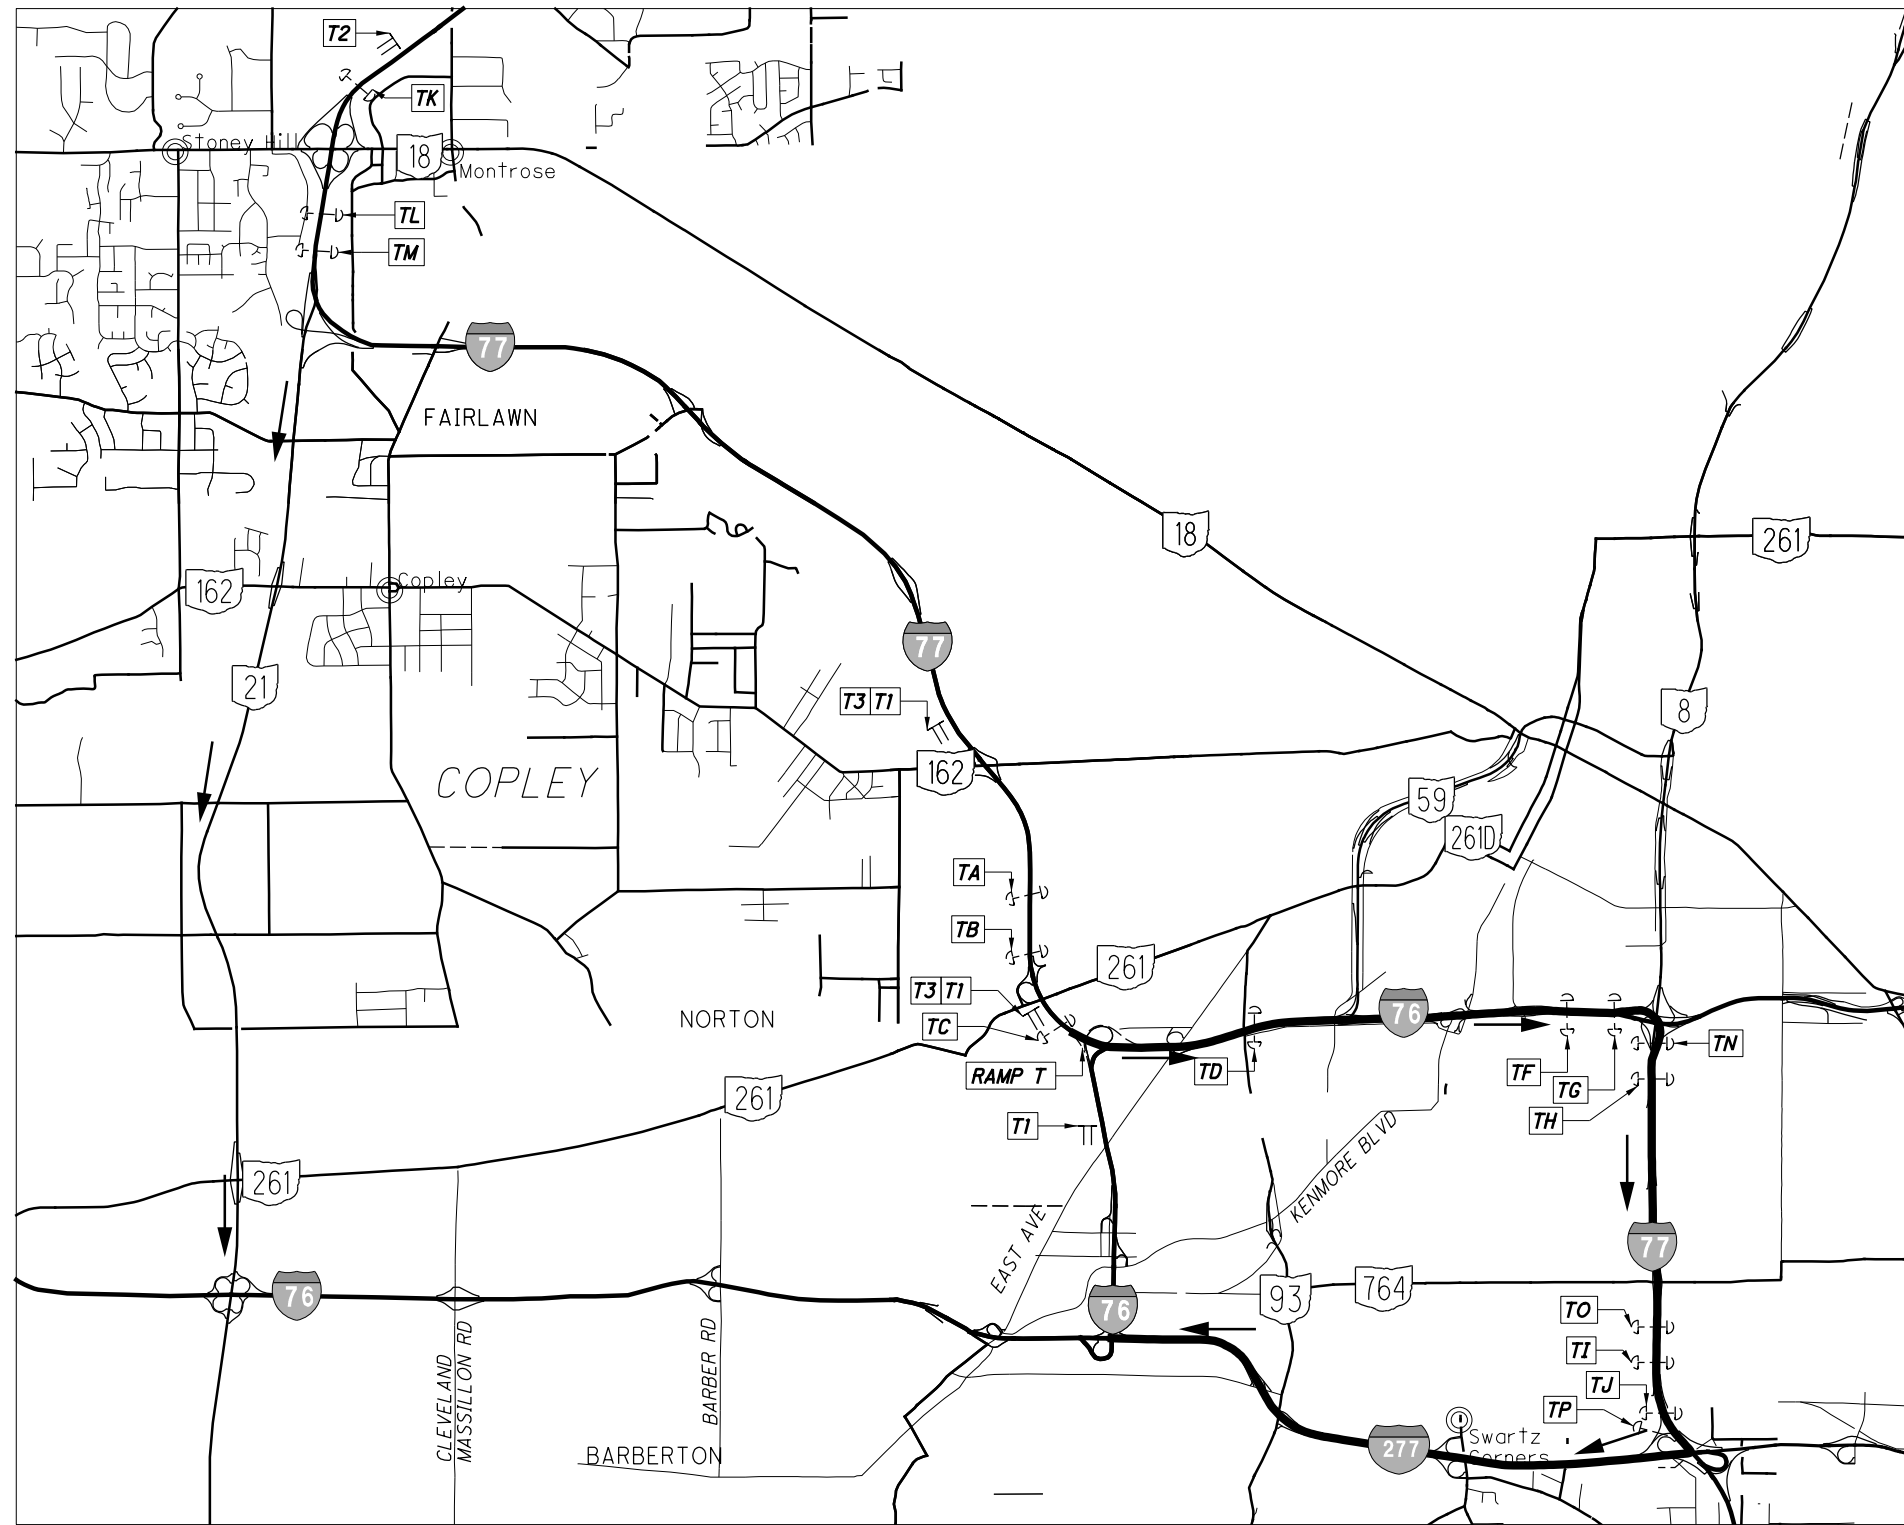 T2
TK
Stoney Hill
18
Montrose
TL
TM
77
FAIRLAWN
18
261
162
Copley
77
21
T3 T1
8
162
COPLEY
59
261D
TA
TB
261
T3 T1
76
NORTON
TC
TN
RAMP T
TD
TF
TG
261
TH
T1
KENMORE BLVD
261
EAST AVE
77
76
76
93
764
TO
CLEVELAND
MASSILLON RD
BARBER RD
TI
TJ
TP
Swartz
Corners
BARBERTON
277